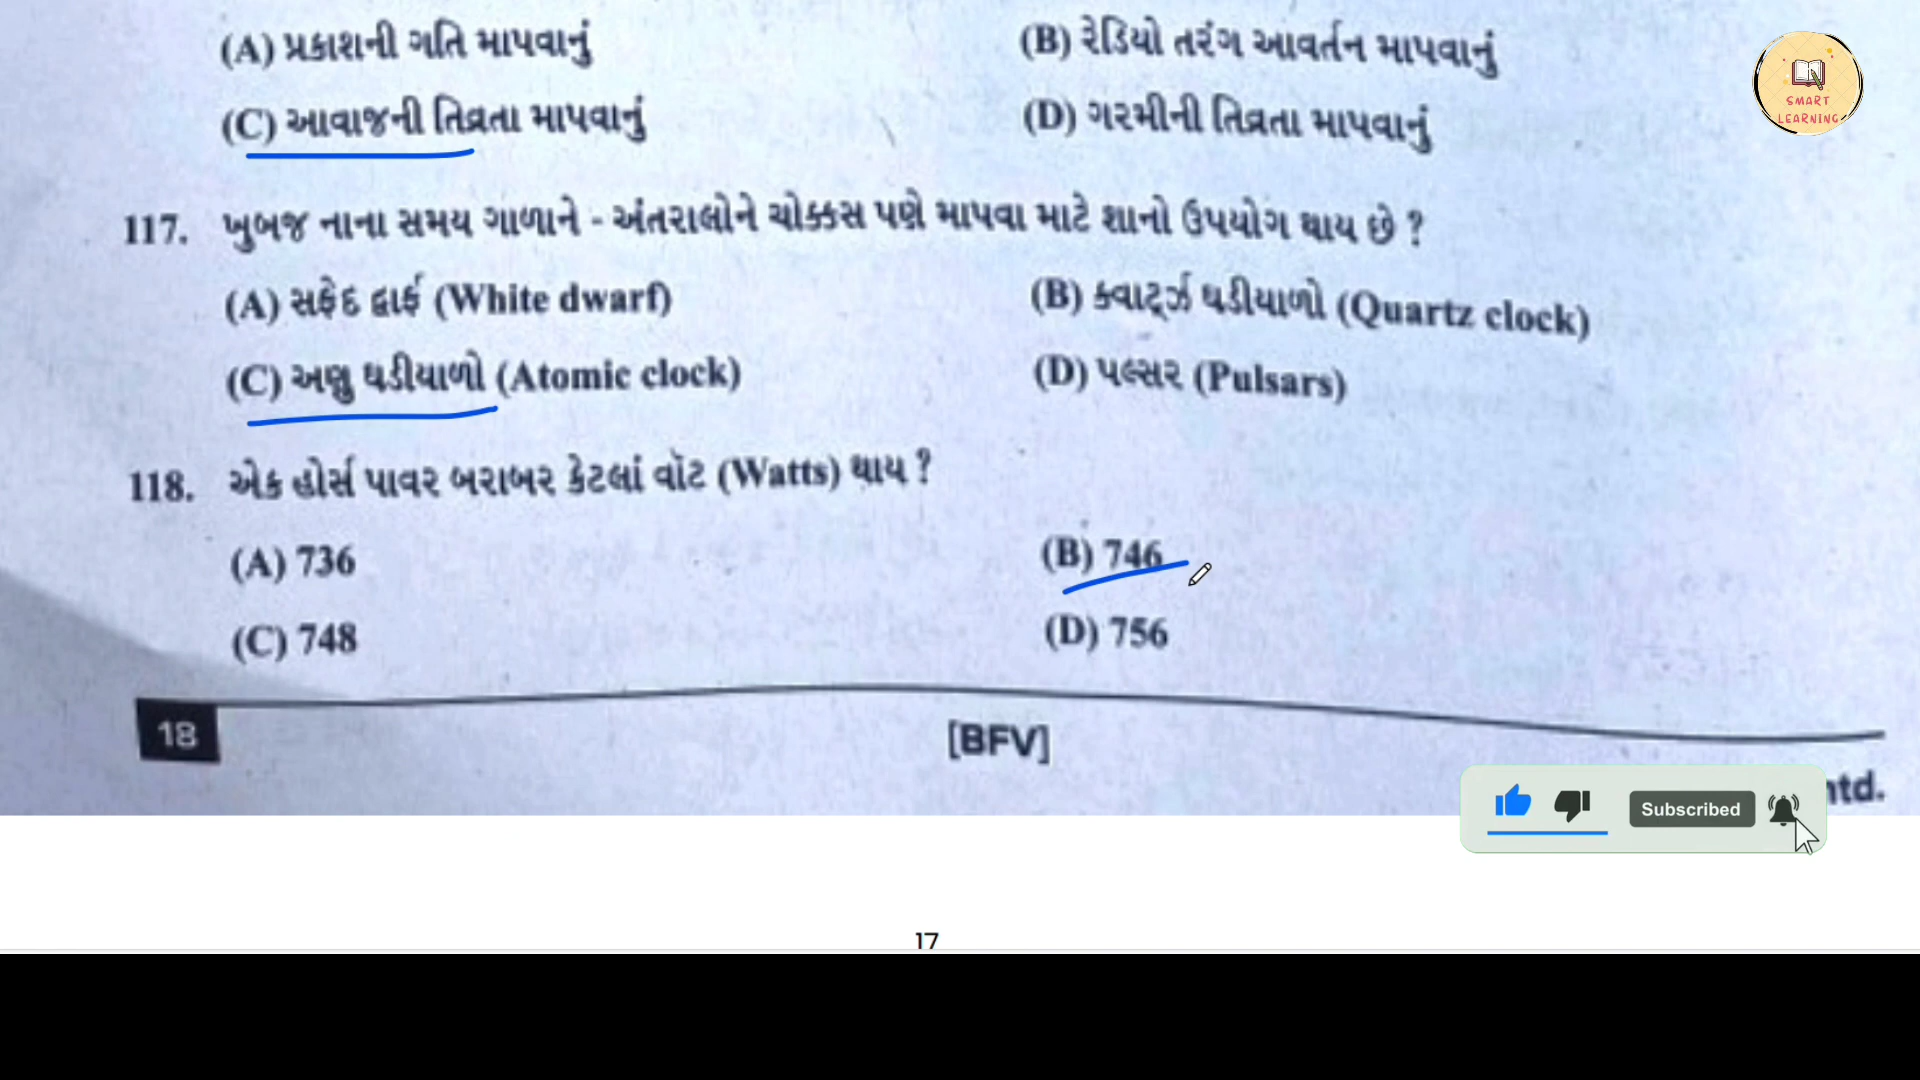 (A) પ્રકાશની ગતિ માપવાનું (B) રેડિયો તરંગ આવર્તન માપવાનું
(C) આવાજની તિવ્રતા માપવાનું (D) ગરમીની તિવ્રતા માપવાનું
SMART
LEARNING
117. ખુબજ નાના સમય ગાળાને - અંતરાલોને ચોક્કસ પણે માપવા માટે શાનો ઉપયોગ થાય છે ?
(A) સફેદ દ્વાર્ફ (White dwarf) (B) ક્વાર્ટ્ઝ ઘડીયાળો (Quartz clock)
(C) અણુ ઘડીયાળો (Atomic clock) (D) પલ્સર (Pulsars)
118. એક હોર્સ પાવર બરાબર કેટલાં વૉટ (Watts) થાય ?
(A) 736 (B) 746
(C) 748 (D) 756
18 [BFV]
ntd.
Subscribed
17